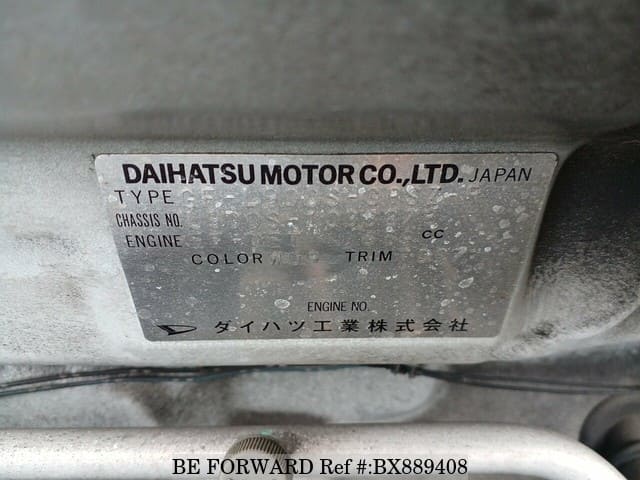 DAIHATSU MOTOR CO.,LTD. JAPAN
TYPE
CHASSIS NO.
ENGINE CC
COLOR TRIM
ENGINE NO.
ダイハツ工業株式会社
BE FORWARD Ref #:BX889408